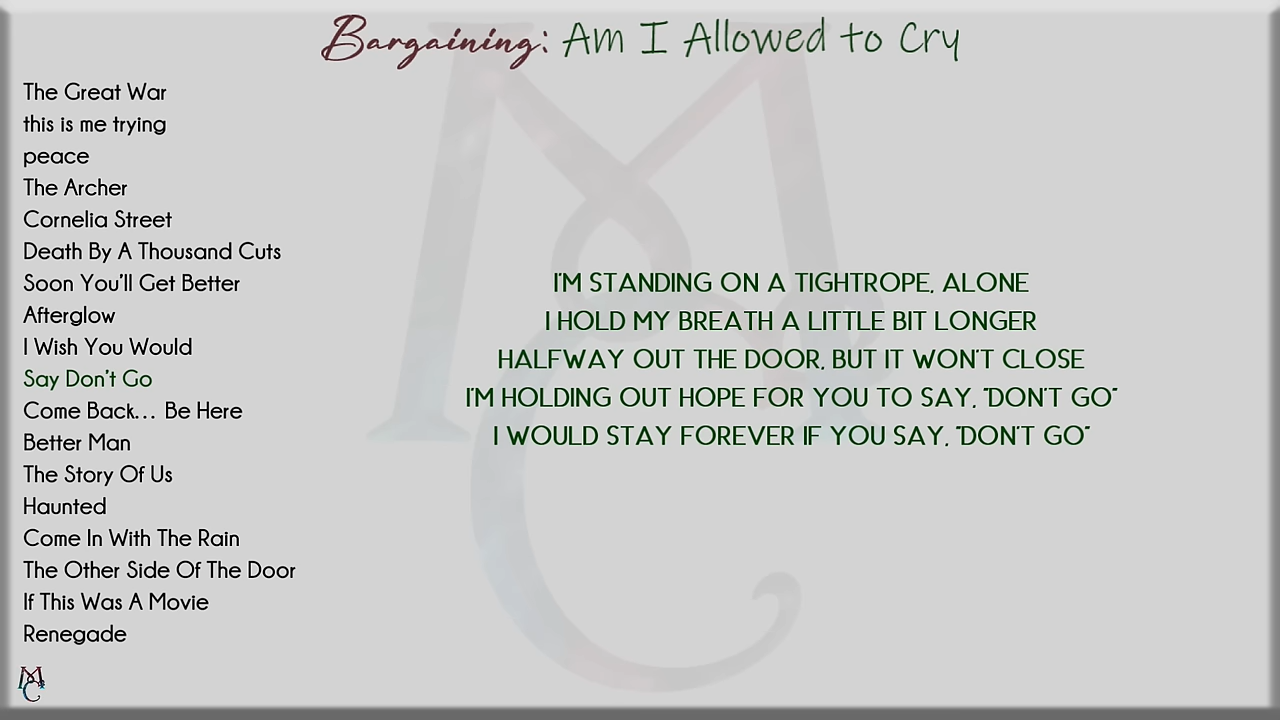 Bargaining: Am I Allowed to Cry
The Great War
this is me trying
peace
The Archer
Cornelia Street
Death By A Thousand Cuts
Soon You'll Get Better
Afterglow
I Wish You Would
Say Don't Go
Come Back... Be Here
Better Man
The Story Of Us
Haunted
Come In With The Rain
The Other Side Of The Door
If This Was A Movie
Renegade
I'M STANDING ON A TIGHTROPE, ALONE
I HOLD MY BREATH A LITTLE BIT LONGER
HALFWAY OUT THE DOOR, BUT IT WON'T CLOSE
I'M HOLDING OUT HOPE FOR YOU TO SAY, "DON'T GO"
I WOULD STAY FOREVER IF YOU SAY, "DON'T GO"
MC